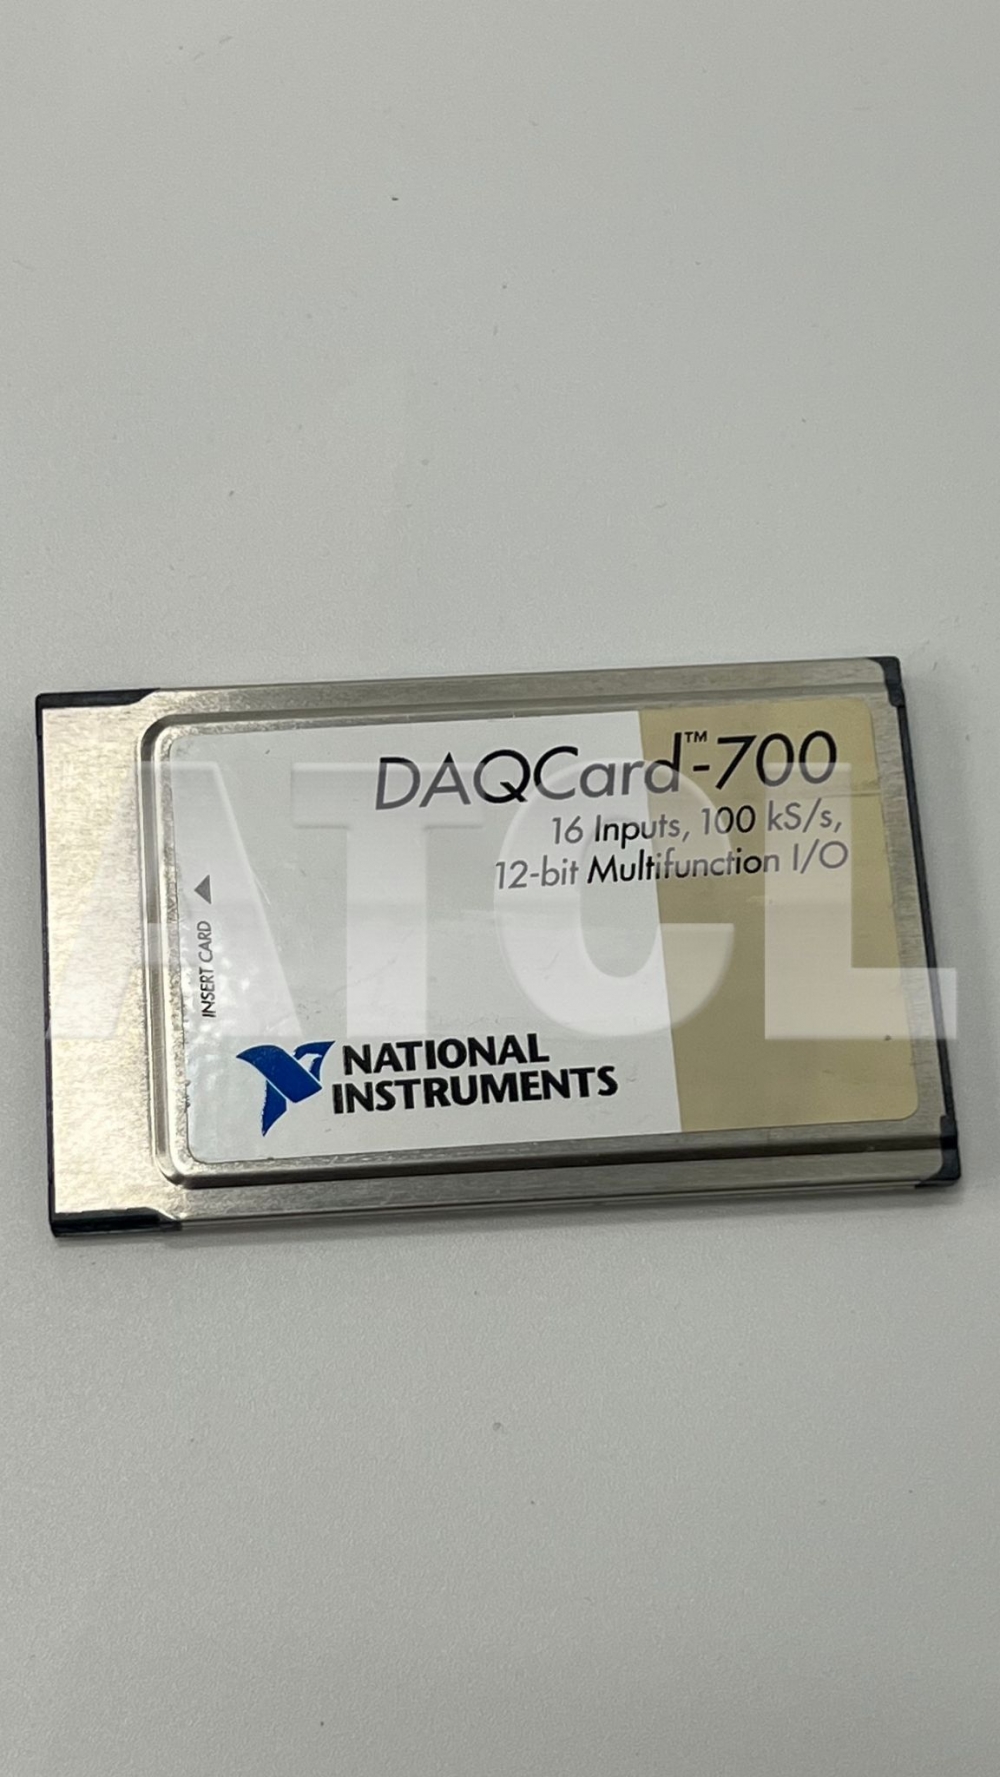 DAQCard™-700
16 Inputs, 100 kS/s,
12-bit Multifunction I/O
INSERT CARD
NATIONAL
INSTRUMENTS
ATCL